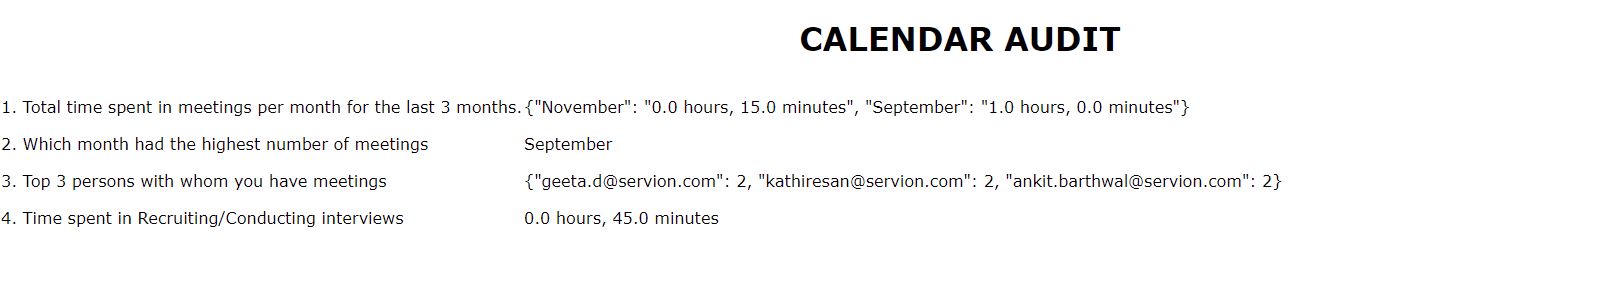 CALENDAR AUDIT
1. Total time spent in meetings per month for the last 3 months. {"November": "0.0 hours, 15.0 minutes", "September": "1.0 hours, 0.0 minutes"}
2. Which month had the highest number of meetings September
3. Top 3 persons with whom you have meetings {"geeta.d@servion.com": 2, "kathiresan@servion.com": 2, "ankit.barthwal@servion.com": 2}
4. Time spent in Recruiting/Conducting interviews 0.0 hours, 45.0 minutes